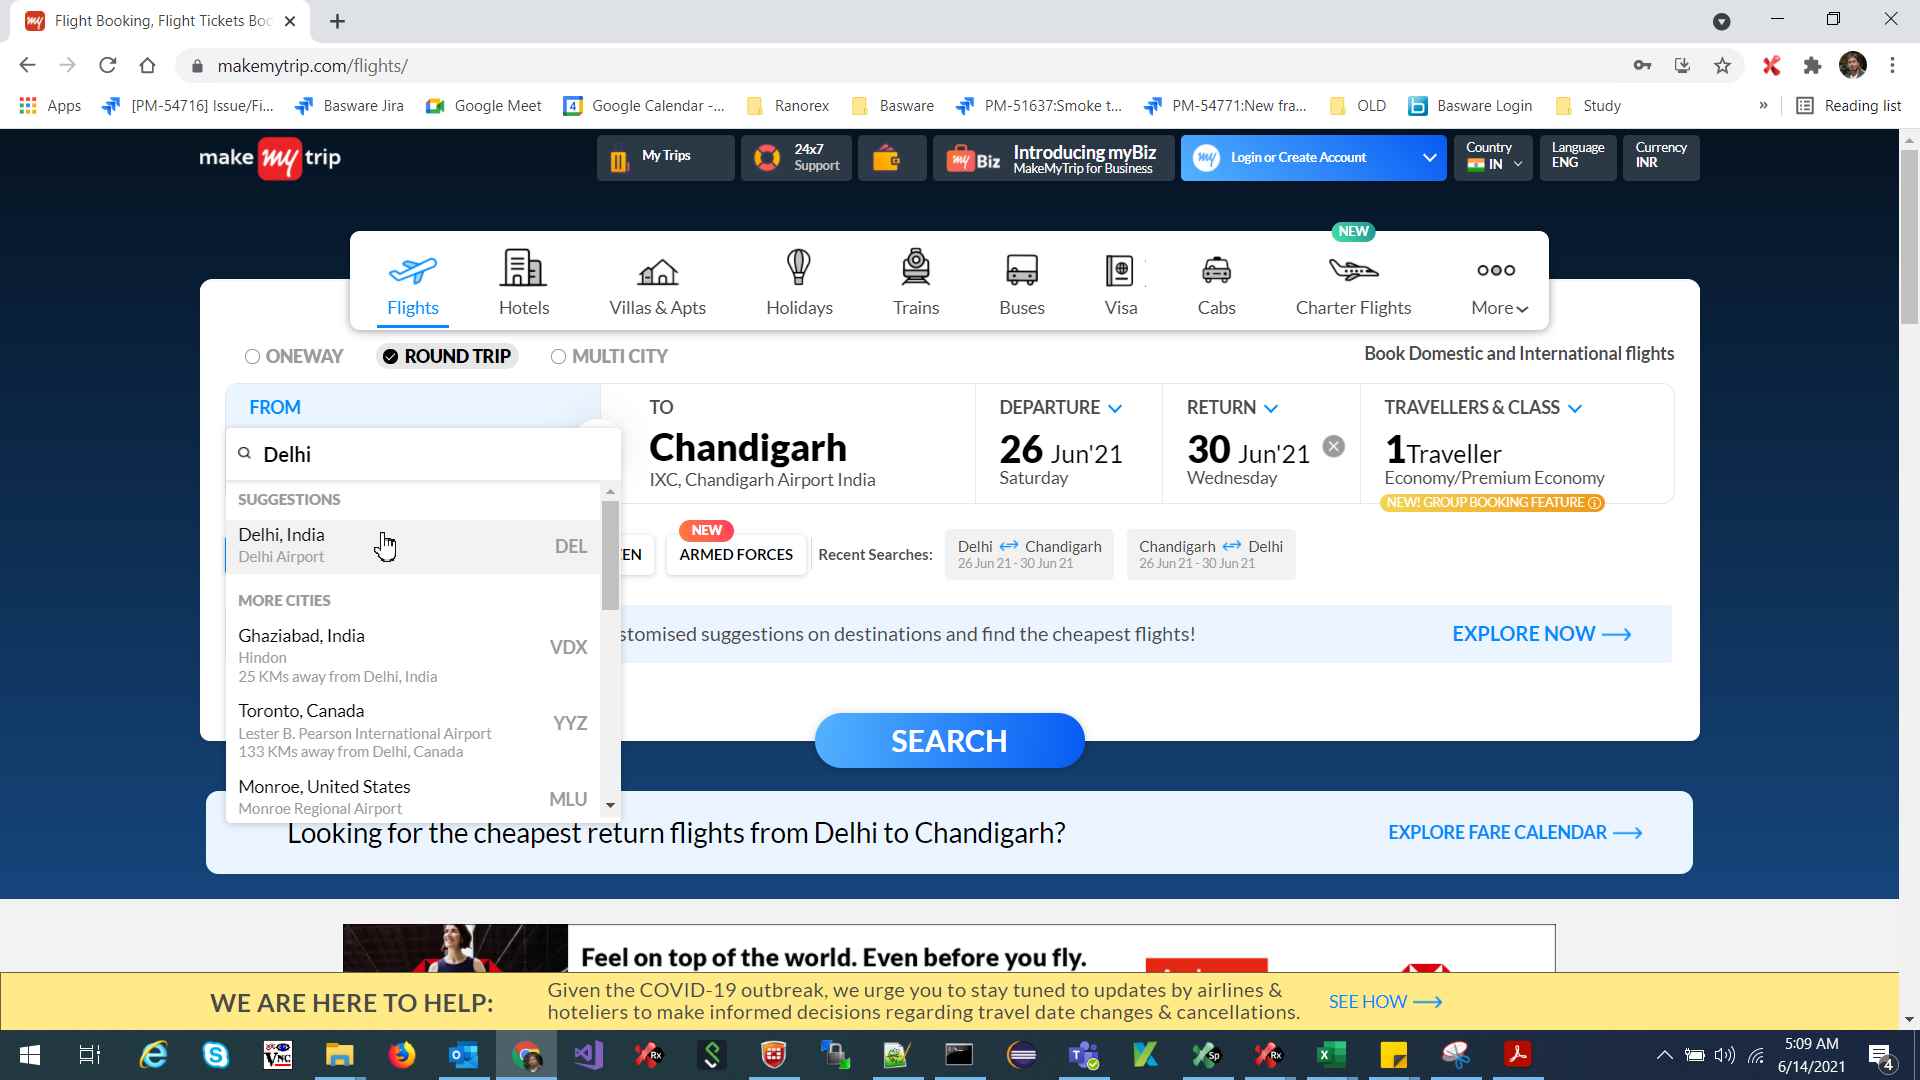 Flight Booking, Flight Tickets Boo
makemytrip.com/flights/
Apps
[PM-54716] Issue/Fi...
Basware Jira
Google Meet
4
Google Calendar -...
Ranorex
Basware
PM-51637:Smoke t...
PM-54771:New fra...
OLD
Basware Login
Study
»
Reading list
make my trip
My Trips
24x7
Support
my Biz
Introducing myBiz
MakeMyTrip for Business
my
Login or Create Account
Country
IN
Language
ENG
Currency
INR
NEW
Flights
Hotels
Villas & Apts
Holidays
Trains
Buses
Visa
Cabs
Charter Flights
More
ONEWAY
ROUND TRIP
MULTI CITY
Book Domestic and International flights
FROM
TO
DEPARTURE
RETURN
TRAVELLERS & CLASS
Delhi
Chandigarh
IXC, Chandigarh Airport India
26 Jun'21
Saturday
30 Jun'21
Wednesday
1Traveller
Economy/Premium Economy
NEW! GROUP BOOKING FEATURE
SUGGESTIONS
Delhi, India
Delhi Airport
DEL
MORE CITIES
Ghaziabad, India
Hindon
25 KMs away from Delhi, India
VDX
Toronto, Canada
Lester B. Pearson International Airport
133 KMs away from Delhi, Canada
YYZ
Monroe, United States
Monroe Regional Airport
MLU
EN
NEW
ARMED FORCES
Recent Searches:
Delhi Chandigarh
26 Jun 21 - 30 Jun 21
Chandigarh Delhi
26 Jun 21 - 30 Jun 21
stomised suggestions on destinations and find the cheapest flights!
EXPLORE NOW
SEARCH
Looking for the cheapest return flights from Delhi to Chandigarh?
EXPLORE FARE CALENDAR
Feel on top of the world. Even before you fly.
WE ARE HERE TO HELP:
Given the COVID-19 outbreak, we urge you to stay tuned to updates by airlines &
hoteliers to make informed decisions regarding travel date changes & cancellations.
SEE HOW
VNC
Rx
Sp
Rx
5:09 AM
6/14/2021
4